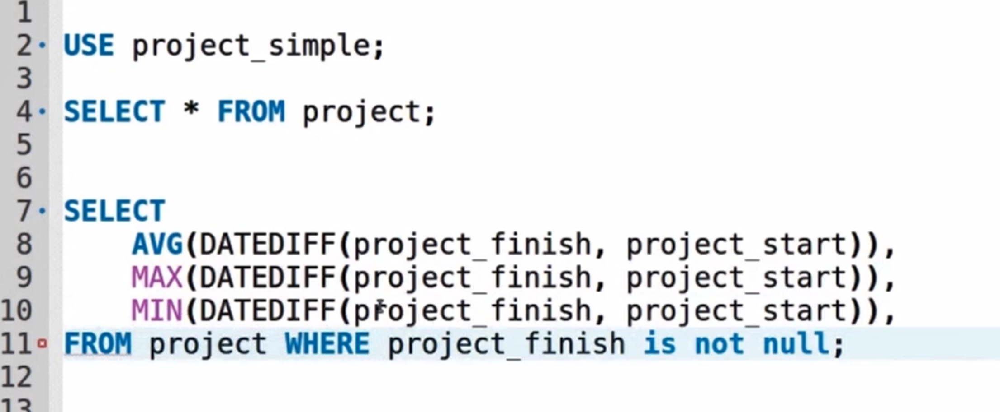 1
2 USE project_simple;
3
4 SELECT * FROM project;
5
6
7 SELECT
8 AVG(DATEDIFF(project_finish, project_start)),
9 MAX(DATEDIFF(project_finish, project_start)),
10 MIN(DATEDIFF(project_finish, project_start)),
11 FROM project WHERE project_finish is not null;
12
13